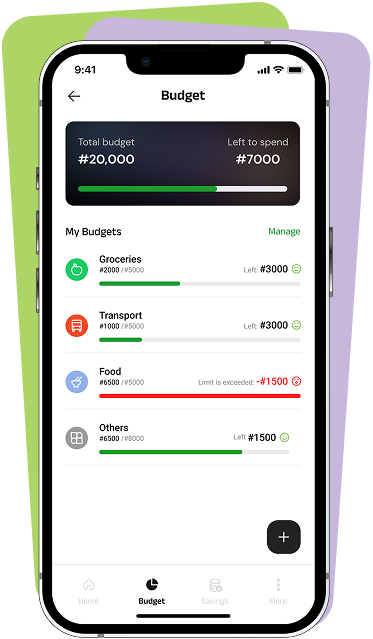 9:41
Budget
Total budget Left to spend
#20,000 #7000
My Budgets Manage
Groceries
#2000 /#5000 Left: #3000
Transport
#1000 /#5000 Left: #3000
Food
#6500 /#5000 Limit is exceeded: -#1500
Others
#6500 /#8000 Left #1500
Home Budget Savings More